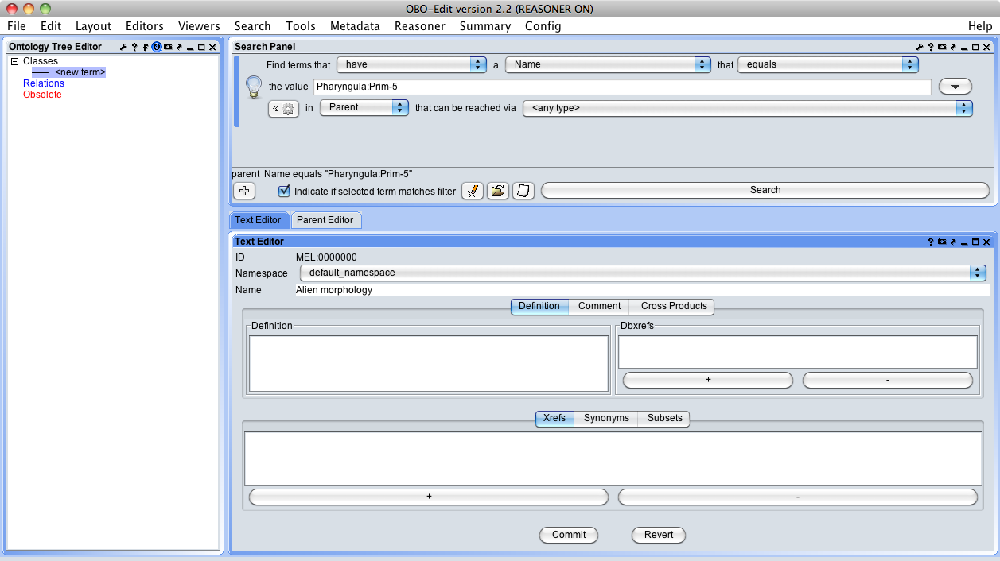 OBO-Edit version 2.2 (REASONER ON)
File Edit Layout Editors Viewers Search Tools Metadata Reasoner Summary Config Help
Ontology Tree Editor
Classes
<new term>
Relations
Obsolete
Search Panel
Find terms that have a Name that equals
the value Pharyngula:Prim-5
in Parent that can be reached via <any type>
parent Name equals "Pharyngula:Prim-5"
Indicate if selected term matches filter Search
Text Editor Parent Editor
Text Editor
ID MEL:0000000
Namespace default_namespace
Name Alien morphology
Definition Comment Cross Products
Definition Dbxrefs
+ -
Xrefs Synonyms Subsets
+ -
Commit Revert